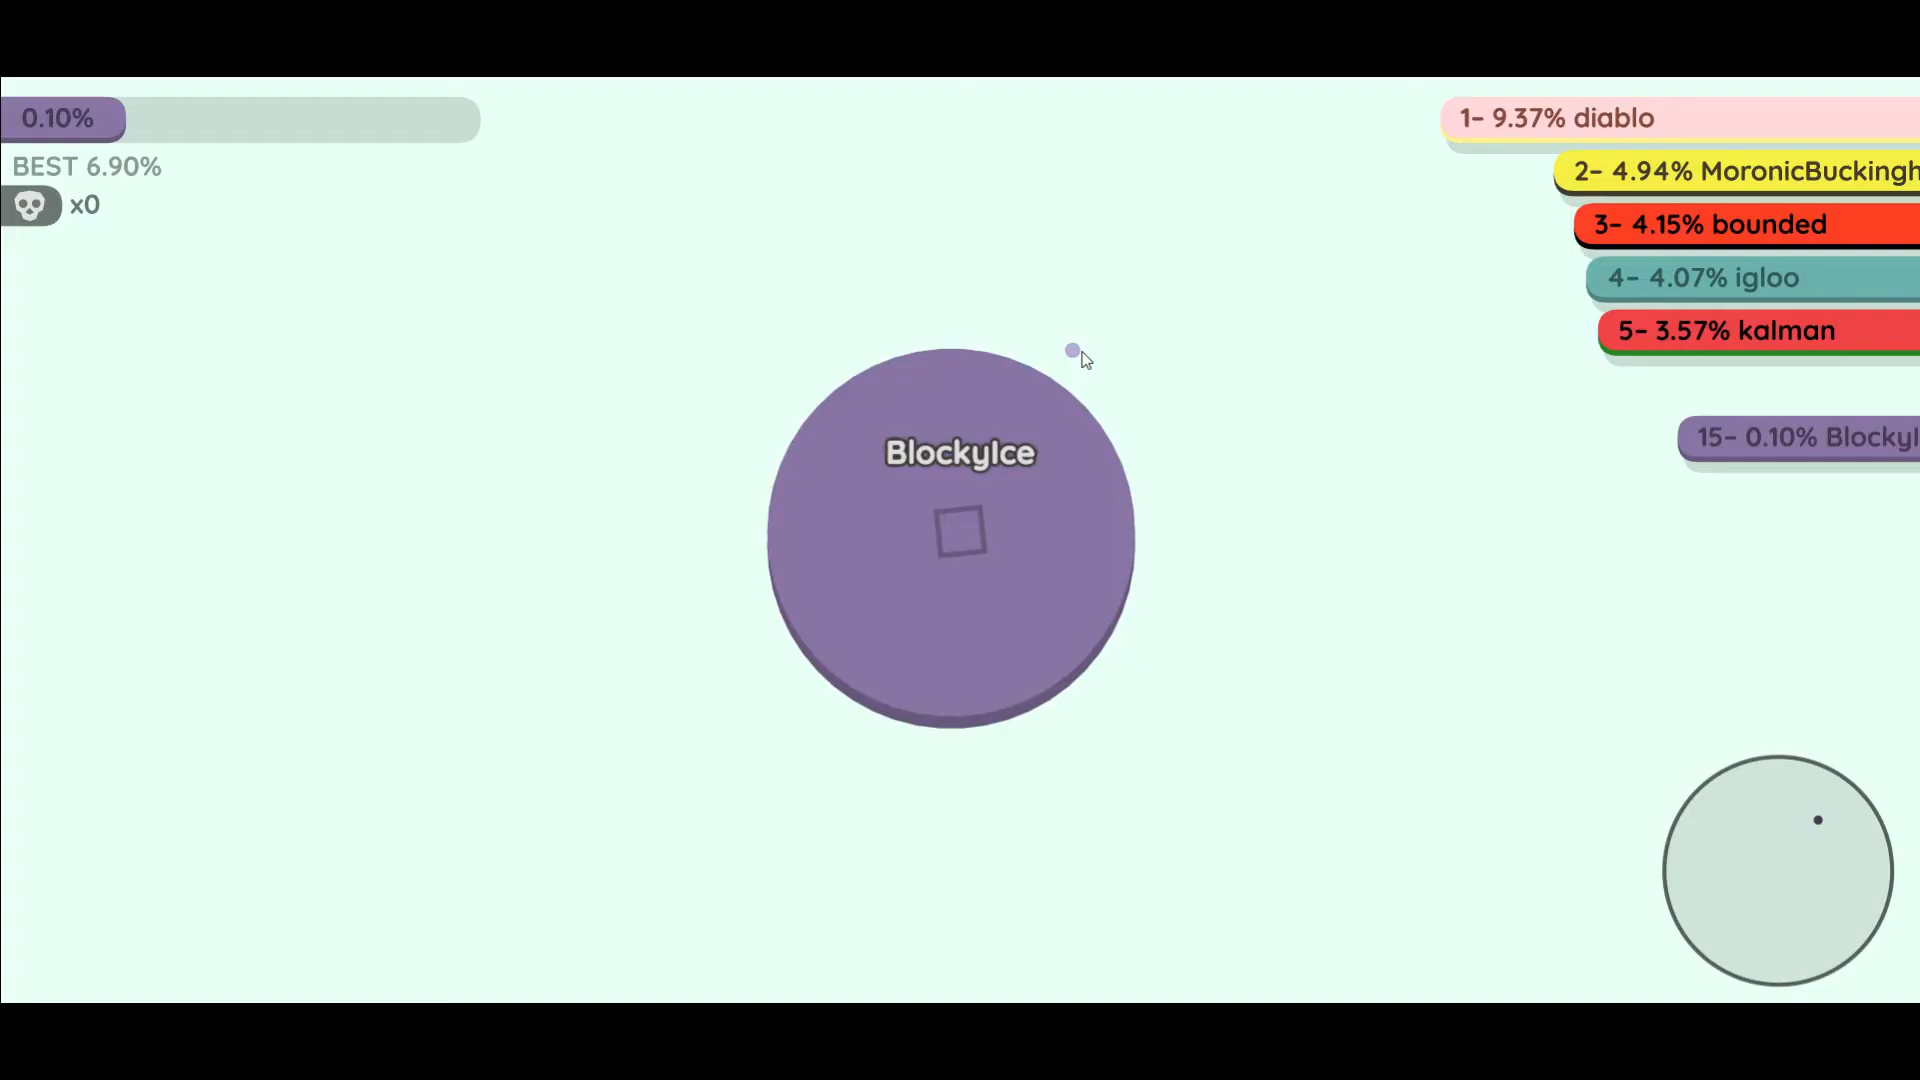 0.10%
BEST 6.90%
x0
1- 9.37% diablo
2- 4.94% MoronicBuckingh
3- 4.15% bounded
4- 4.07% igloo
5- 3.57% kalman
15- 0.10% BlockyI
BlockyIce